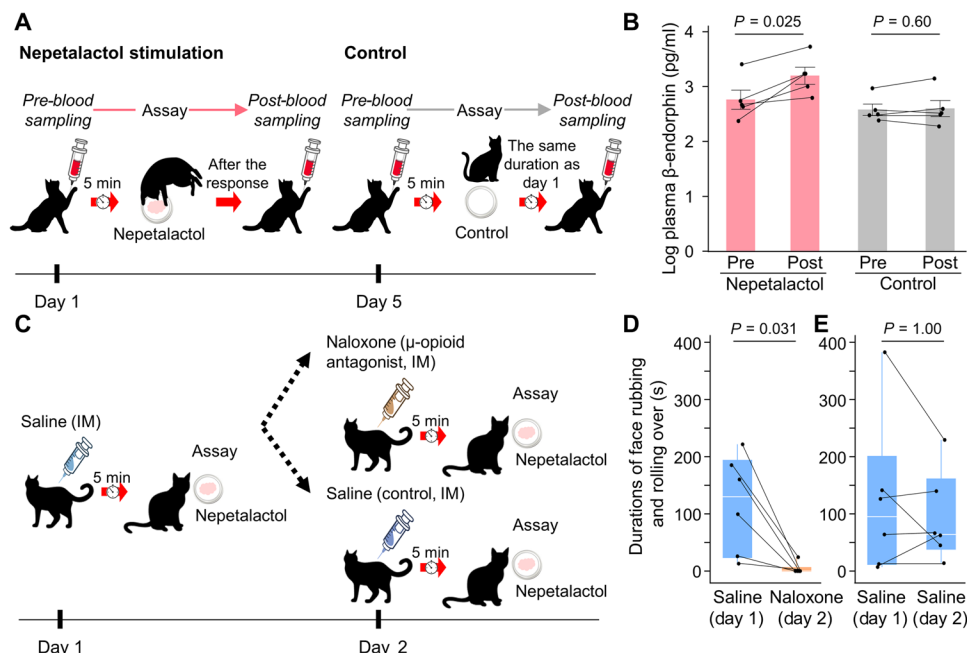 A
Nepetalactol stimulation
Control
Pre-blood
sampling
Assay
Post-blood
sampling
Pre-blood
sampling
Assay
Post-blood
sampling
5 min
After the
response
Nepetalactol
5 min
The same
duration as
day 1
Control
Day 1
Day 5
B
P = 0.025
P = 0.60
Log plasma β-endorphin (pg/ml)
4
3
2
1
0
Pre
Post
Pre
Post
Nepetalactol
Control
C
Saline (IM)
5 min
Assay
Nepetalactol
Naloxone (μ-opioid
antagonist, IM)
5 min
Assay
Nepetalactol
Saline (control, IM)
5 min
Assay
Nepetalactol
Day 1
Day 2
D
P = 0.031
Durations of face rubbing
and rolling over (s)
400
300
200
100
0
Saline
(day 1)
Naloxone
(day 2)
E
P = 1.00
400
300
200
100
0
Saline
(day 1)
Saline
(day 2)